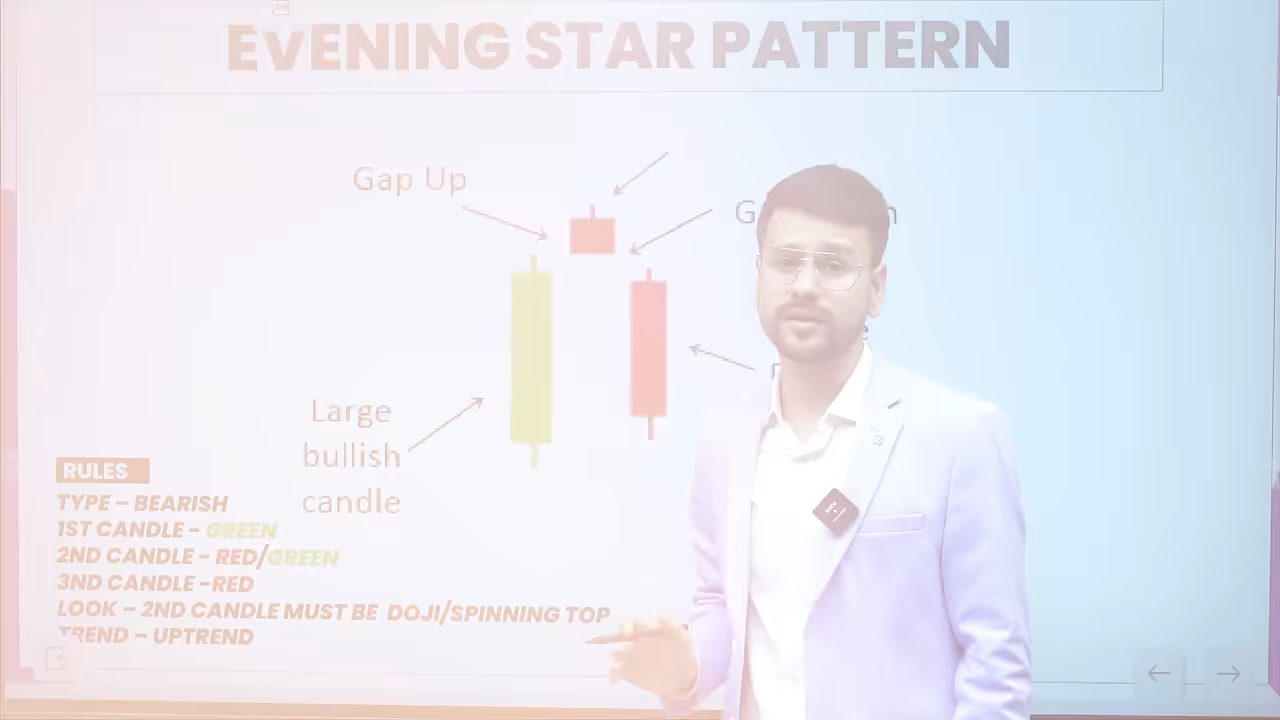 EVENING STAR PATTERN
Gap Up
Large
bullish
candle
RULES
TYPE – BEARISH
1ST CANDLE – GREEN
2ND CANDLE – RED/GREEN
3ND CANDLE –RED
LOOK – 2ND CANDLE MUST BE DOJI/SPINNING TOP
TREND – UPTREND